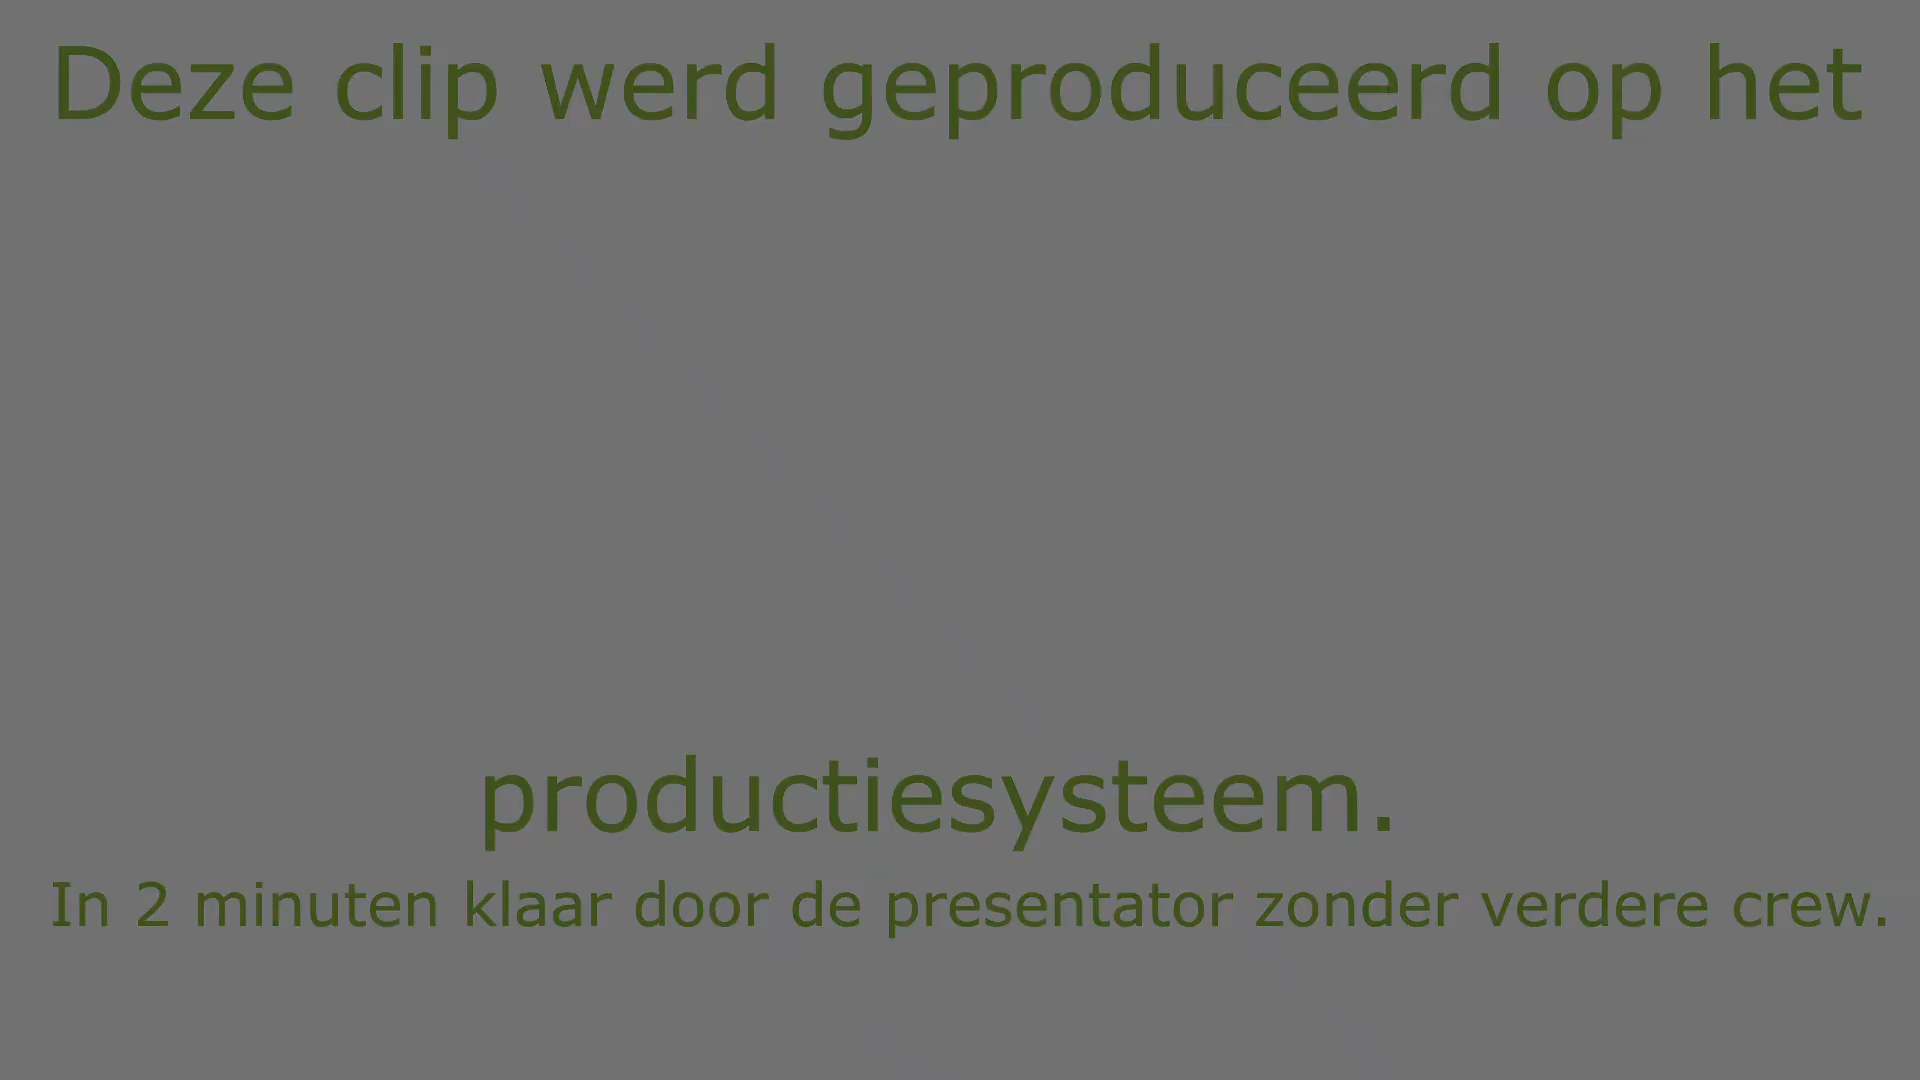 Deze clip werd geproduceerd op het
productiesysteem.
In 2 minuten klaar door de presentator zonder verdere crew.